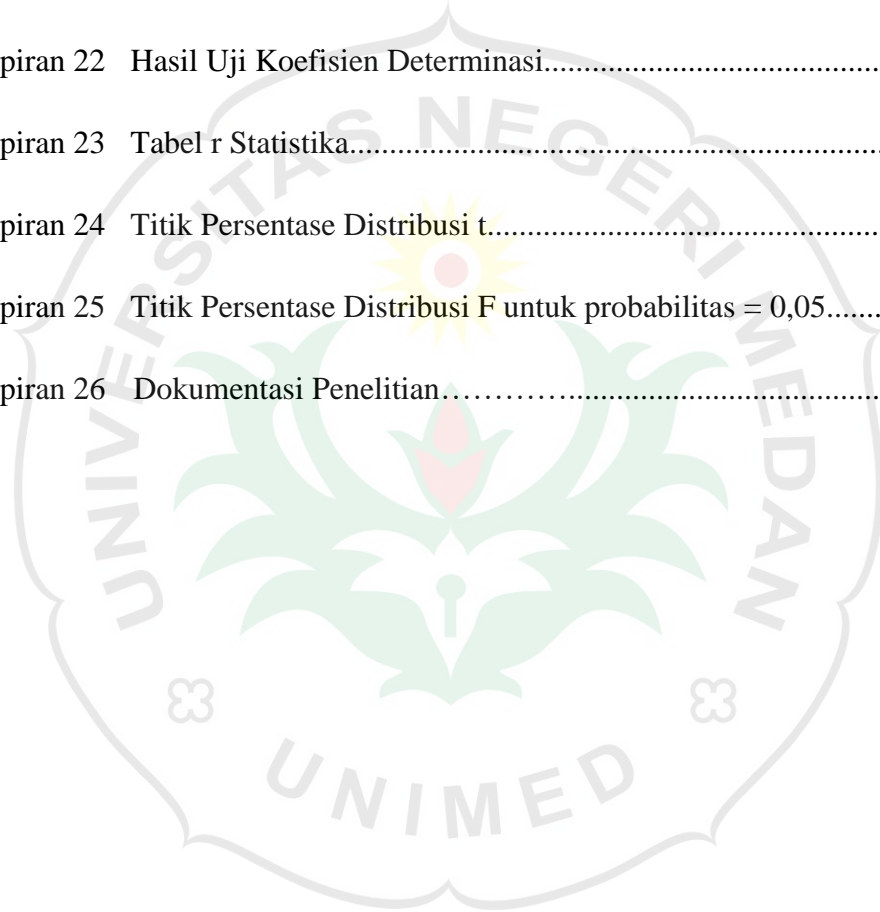 piran 22 Hasil Uji Koefisien Determinasi..........................................
piran 23 Tabel r Statistika....................................................................
piran 24 Titik Persentase Distribusi t..................................................
piran 25 Titik Persentase Distribusi F untuk probabilitas = 0,05.......
piran 26 Dokumentasi Penelitian…………........................................
UNIVERSITAS NEGERI MEDAN
UNIMED